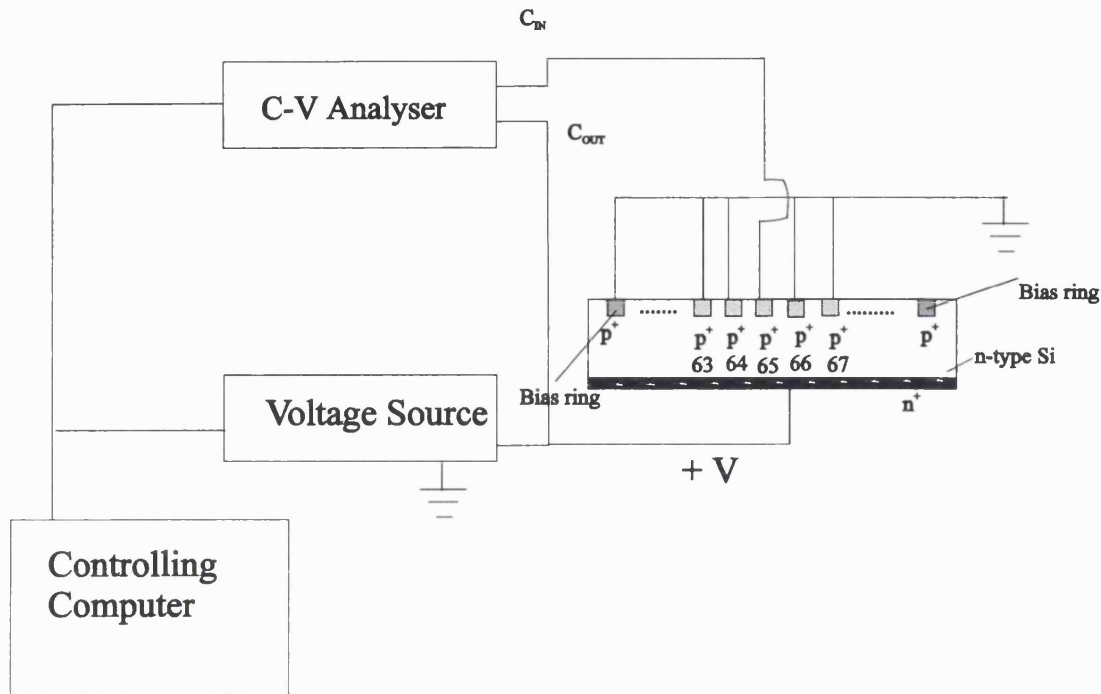 C_IN
C-V Analyser
C_OUT
Bias ring
p⁺ ........ p⁺ p⁺ p⁺ p⁺ p⁺ ......... p⁺
63 64 65 66 67
n-type Si
Bias ring
n⁺
Voltage Source
+ V
Controlling
Computer